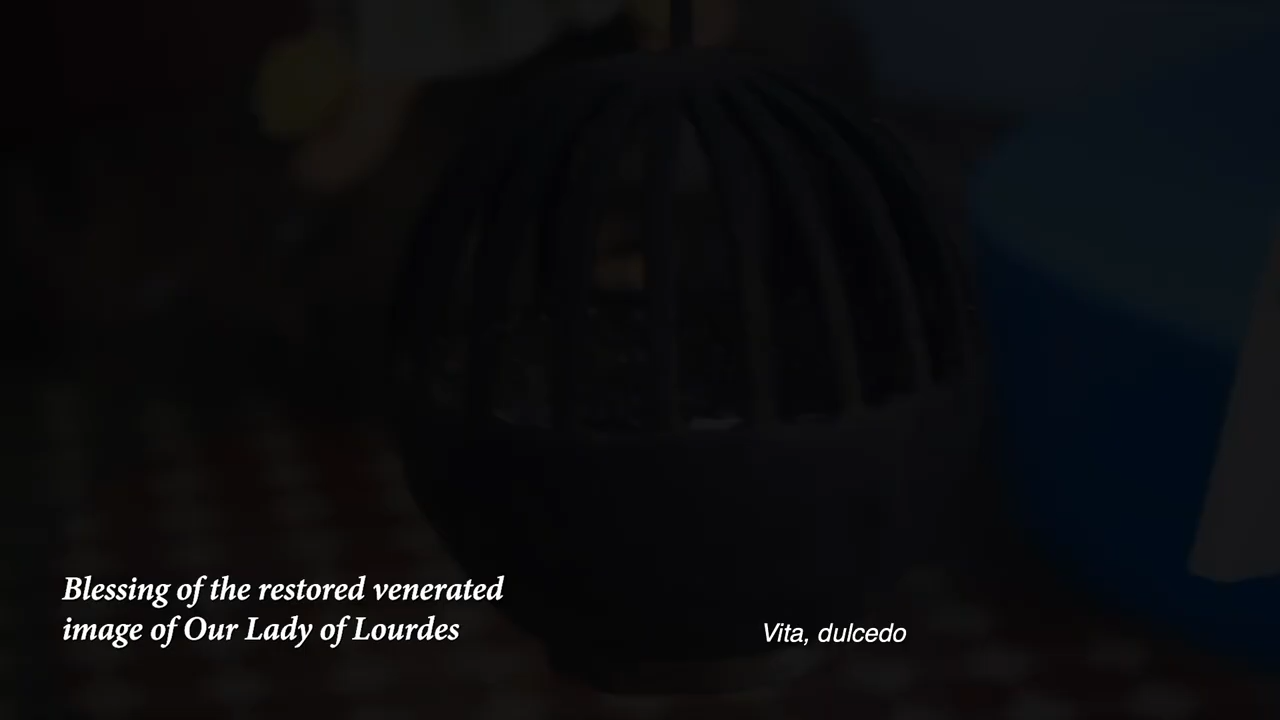 Blessing of the restored venerated
image of Our Lady of Lourdes
Vita, dulcedo